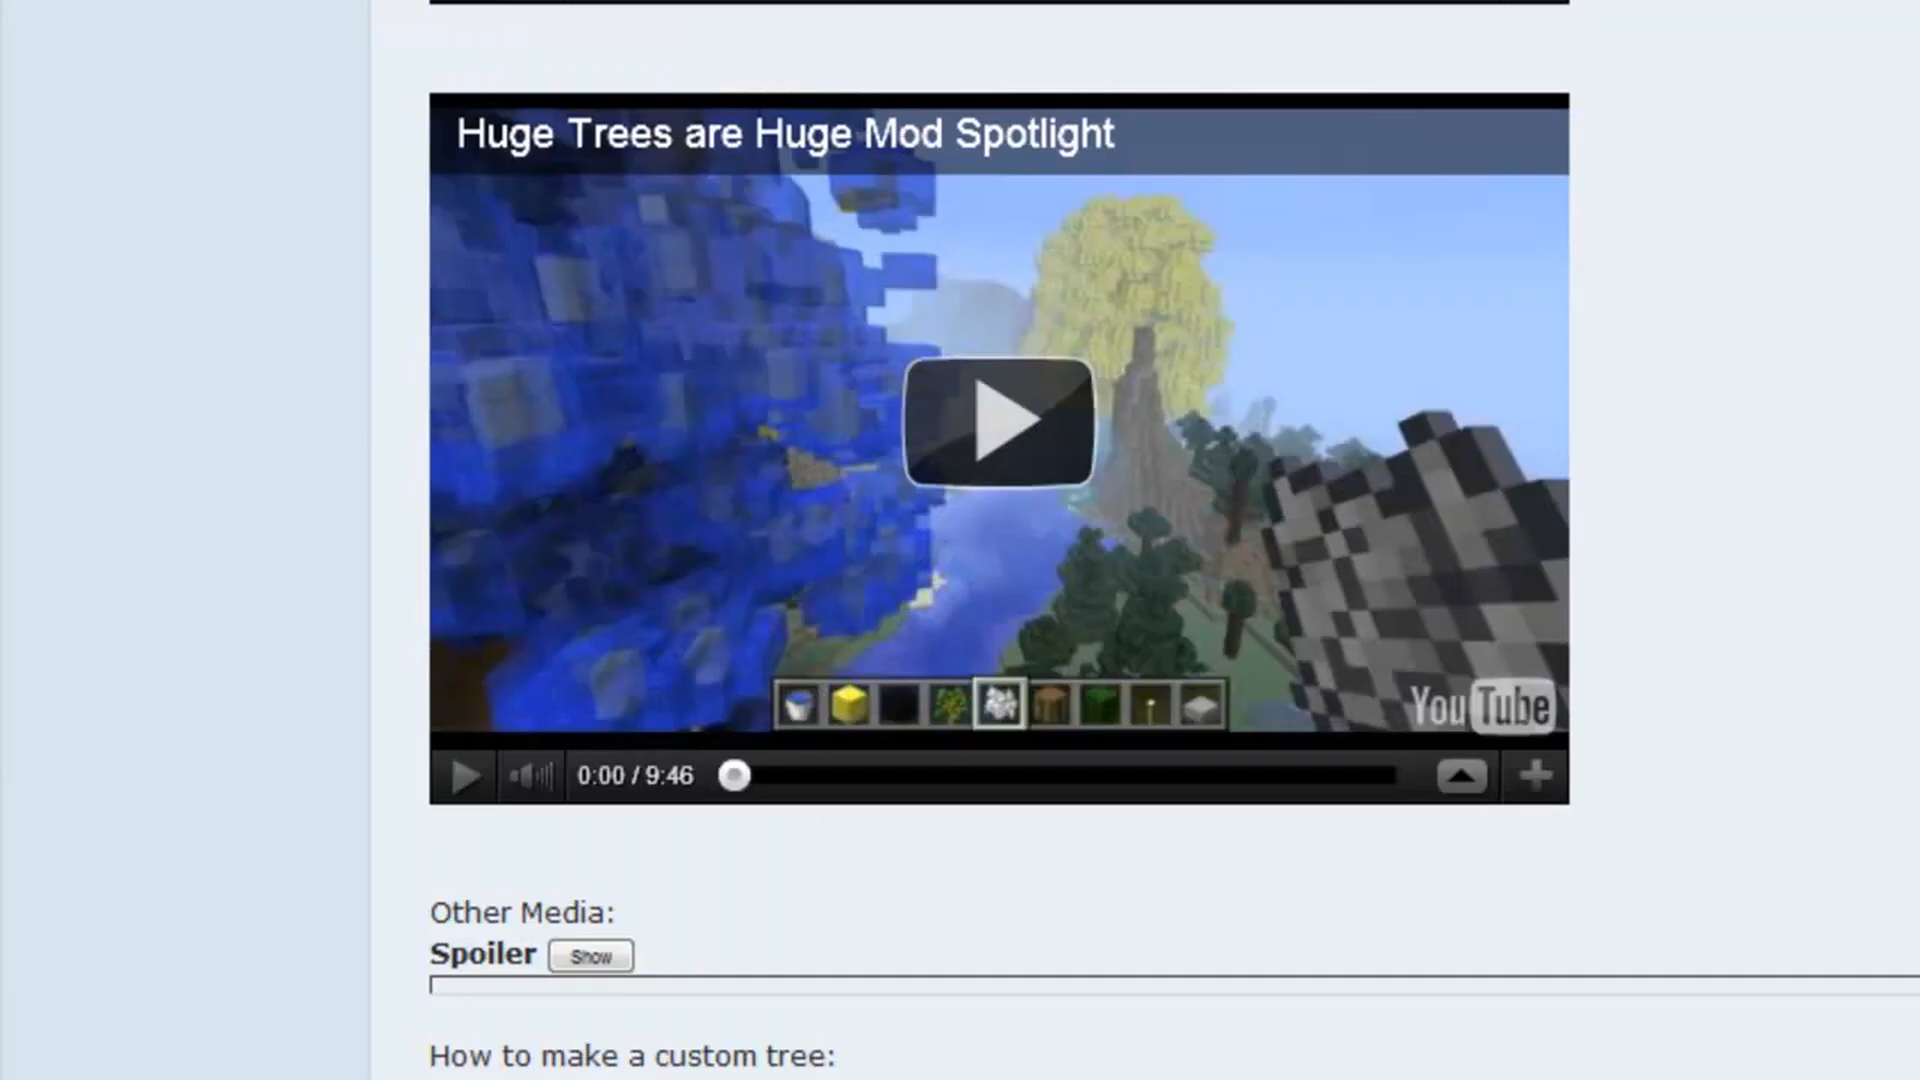 Huge Trees are Huge Mod Spotlight
YouTube
0:00 / 9:46
Other Media:
Spoiler Show
How to make a custom tree: